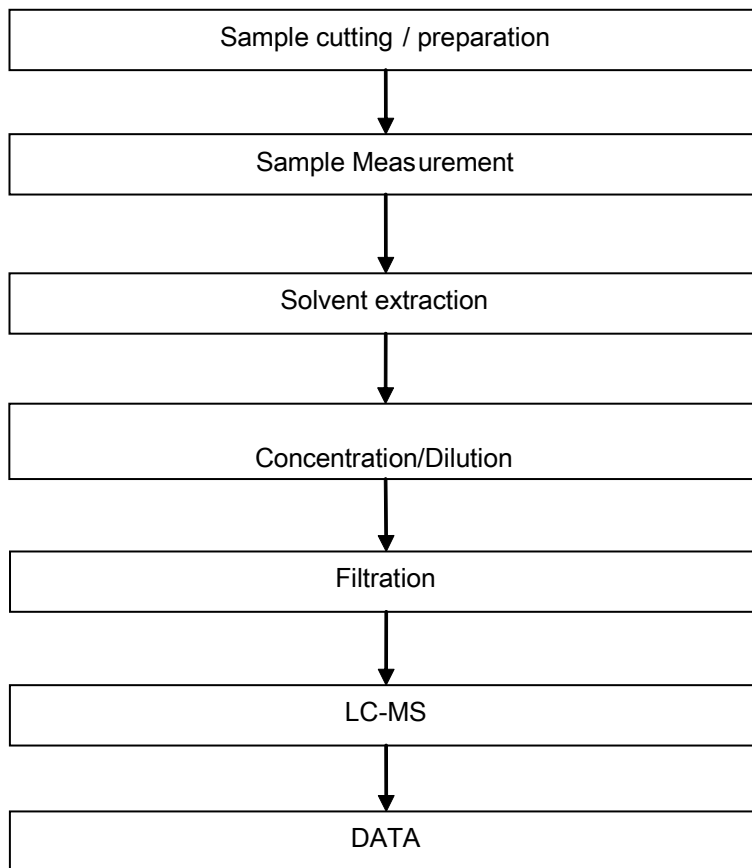 Sample cutting / preparation
Sample Measurement
Solvent extraction
Concentration/Dilution
Filtration
LC-MS
DATA